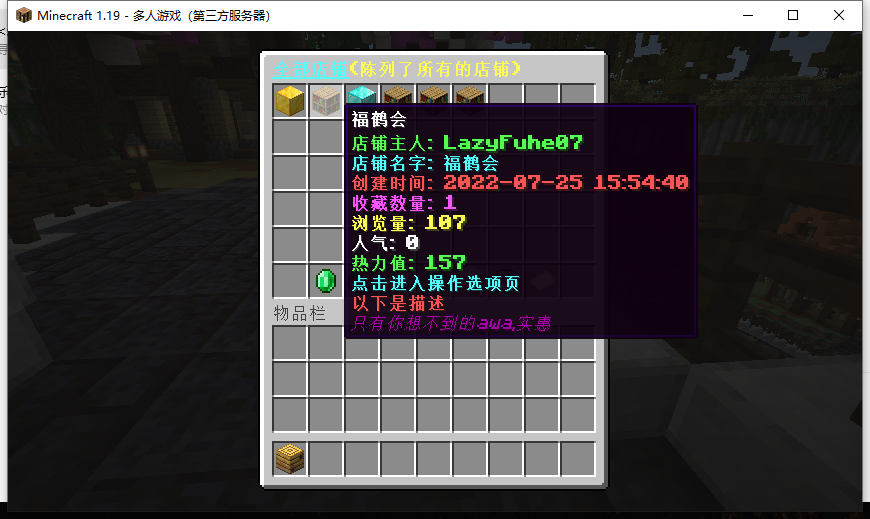 Minecraft 1.19 - 多人游戏（第三方服务器）
全部店铺《陈列了所有的店铺》
福鹤会
店铺主人: LazyFuhe07
店铺名字: 福鹤会
创建时间: 2022-07-25 15:54:40
收藏数量: 1
浏览量: 107
人气: 0
热力值: 157
点击进入操作选项页
以下是描述
只有你想不到的awa,实惠
物品栏